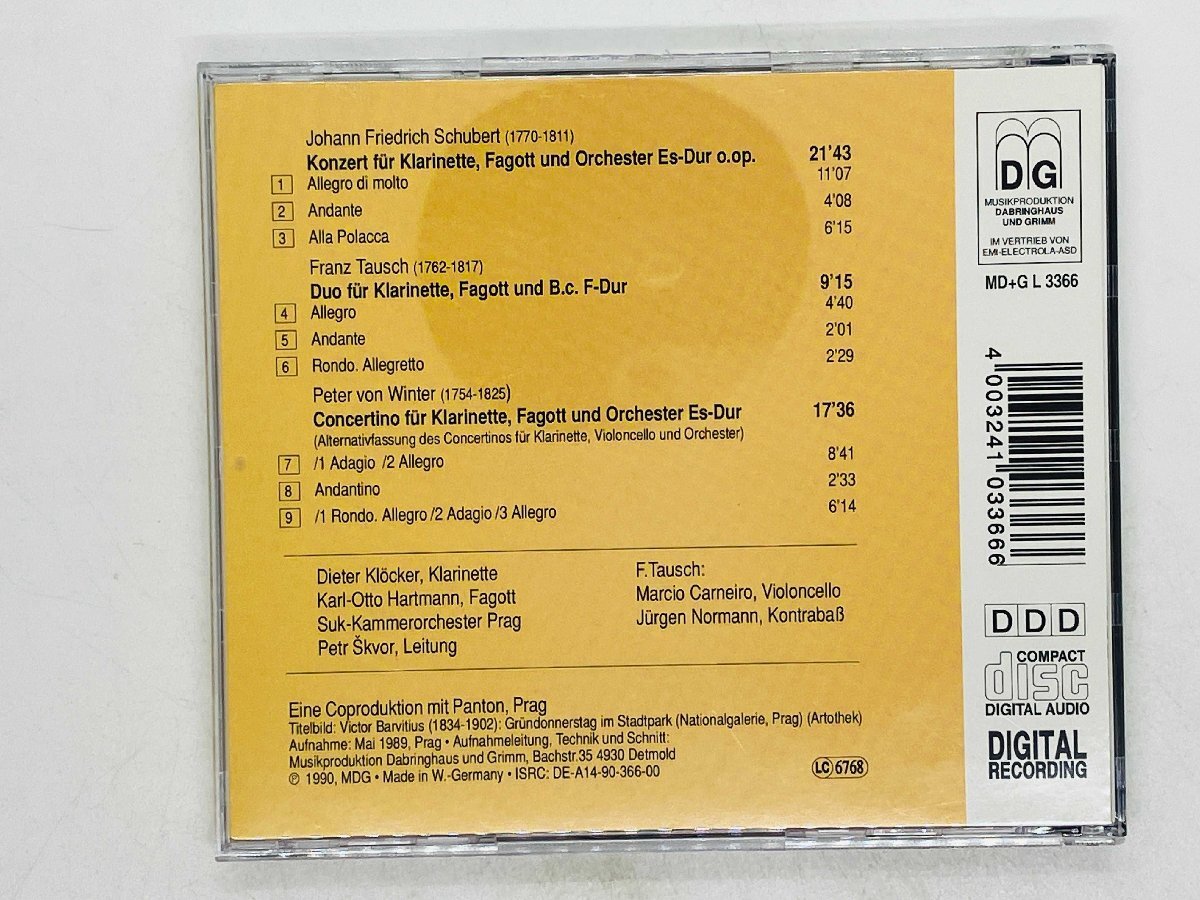 Johann Friedrich Schubert (1770-1811)
Konzert für Klarinette, Fagott und Orchester Es-Dur o.op. 21'43
1 Allegro di molto 11'07
2 Andante 4'08
3 Alla Polacca 6'15
Franz Tausch (1762-1817)
Duo für Klarinette, Fagott und B.c. F-Dur 9'15
4 Allegro 4'40
5 Andante 2'01
6 Rondo. Allegretto 2'29
Peter von Winter (1754-1825)
Concertino für Klarinette, Fagott und Orchester Es-Dur 17'36
(Alternativfassung des Concertinos für Klarinette, Violoncello und Orchester)
7 /1 Adagio /2 Allegro 8'41
8 Andantino 2'33
9 /1 Rondo. Allegro /2 Adagio /3 Allegro 6'14
Dieter Klöcker, Klarinette
Karl-Otto Hartmann, Fagott
Suk-Kammerorchester Prag
Petr Škvor, Leitung
F.Tausch:
Marcio Carneiro, Violoncello
Jürgen Normann, Kontrabaß
Eine Coproduktion mit Panton, Prag
Titelbild: Victor Barvitius (1834-1902): Gründonnerstag im Stadtpark (Nationalgalerie, Prag) (Artothek)
Aufnahme: Mai 1989, Prag • Aufnahmeleitung, Technik und Schnitt:
Musikproduktion Dabringhaus und Grimm, Bachstr.35 4930 Detmold
℗ 1990, MDG • Made in W.-Germany • ISRC: DE-A14-90-366-00
LC 6768
DG
MUSIKPRODUKTION
DABRINGHAUS
UND GRIMM
IM VERTRIEB VON
EMI-ELECTROLA-ASD
MD+G L 3366
4 003241 033666
DDD
COMPACT
disc
DIGITAL AUDIO
DIGITAL
RECORDING